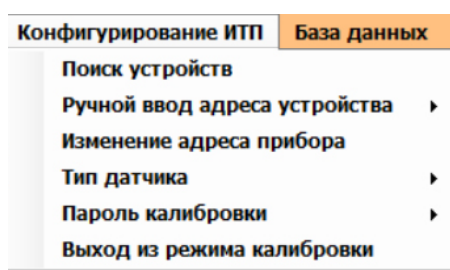 Конфигурирование ИТП База данных
Поиск устройств
Ручной ввод адреса устройства
Изменение адреса прибора
Тип датчика
Пароль калибровки
Выход из режима калибровки